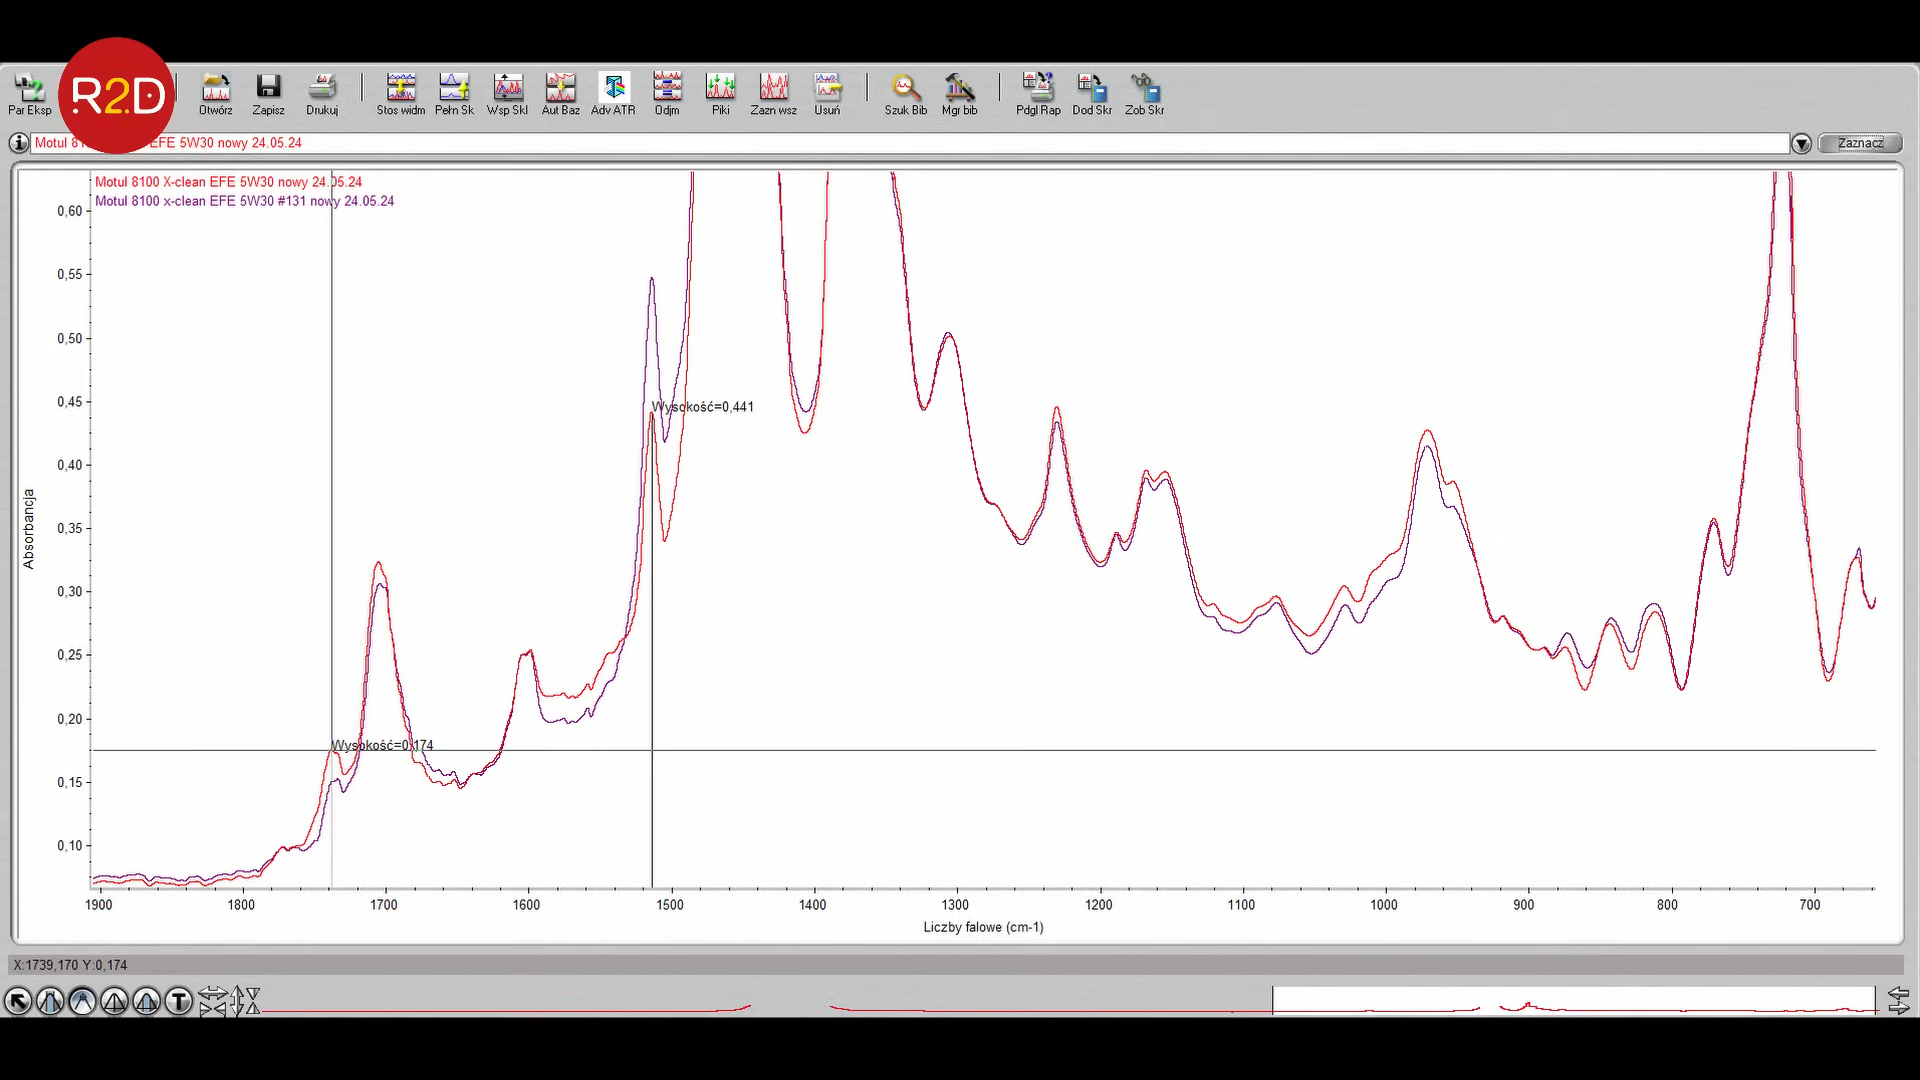 R2D
Par Eksp Otwórz Zapisz Drukuj Stos widm Pełn Sk Wsp Skl Aut Baz Adv ATR Odjm Piki Zazn wsz Usuń Szuk Bib Mgr bib Pdgl Rap Dod Skr Zob Skr
Motul 8 EFE 5W30 nowy 24.05.24 Zaznacz
Motul 8100 X-clean EFE 5W30 nowy 24.05.24
Motul 8100 x-clean EFE 5W30 #131 nowy 24.05.24
0,60
0,55
0,50
0,45
Wysokość=0,441
0,40
0,35
Absorbancja
0,30
0,25
0,20
Wysokość=0,174
0,15
0,10
1900 1800 1700 1600 1500 1400 1300 1200 1100 1000 900 800 700
Liczby falowe (cm-1)
X:1739,170 Y:0,174
T